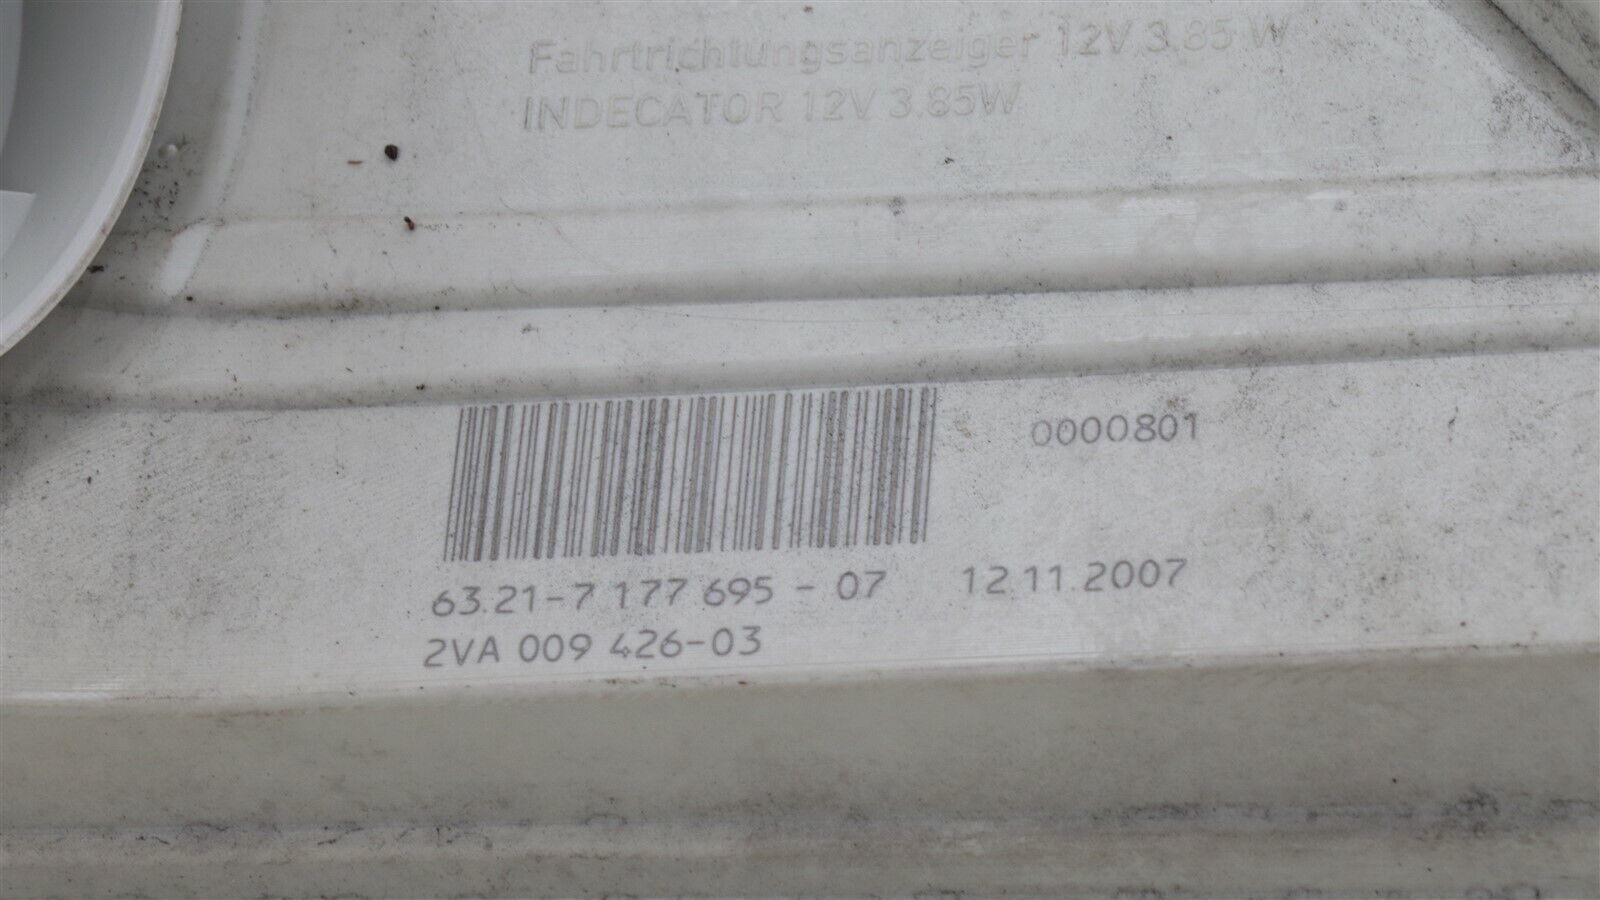 Fahrtrichtungsanzeiger 12V 3.85 W
INDECATOR 12V 3.85W
0000801
63.21-7 177 695 - 07 12.11.2007
2VA 009 426-03